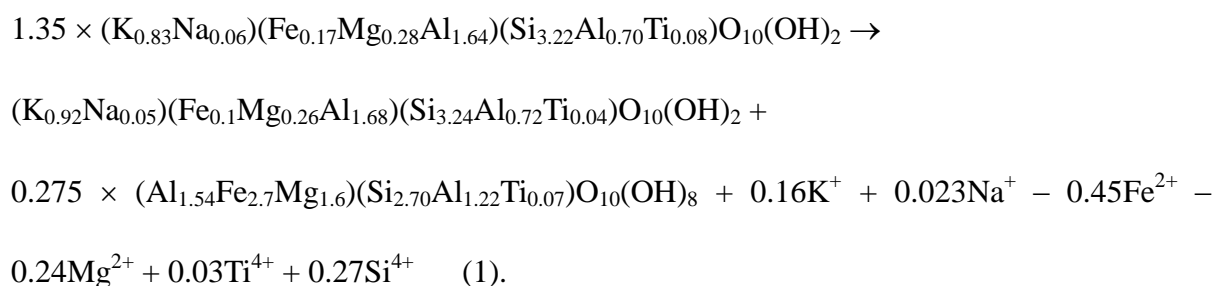 1.35 × (K₀.₈₃Na₀.₀₆)(Fe₀.₁₇Mg₀.₂₈Al₁.₆₄)(Si₃.₂₂Al₀.₇₀Ti₀.₀₈)O₁₀(OH)₂ →
(K₀.₉₂Na₀.₀₅)(Fe₀.₁Mg₀.₂₆Al₁.₆₈)(Si₃.₂₄Al₀.₇₂Ti₀.₀₄)O₁₀(OH)₂ +
0.275 × (Al₁.₅₄Fe₂.₇Mg₁.₆)(Si₂.₇₀Al₁.₂₂Ti₀.₀₇)O₁₀(OH)₈ + 0.16K⁺ + 0.023Na⁺ – 0.45Fe²⁺ –
0.24Mg²⁺ + 0.03Ti⁴⁺ + 0.27Si⁴⁺ (1).